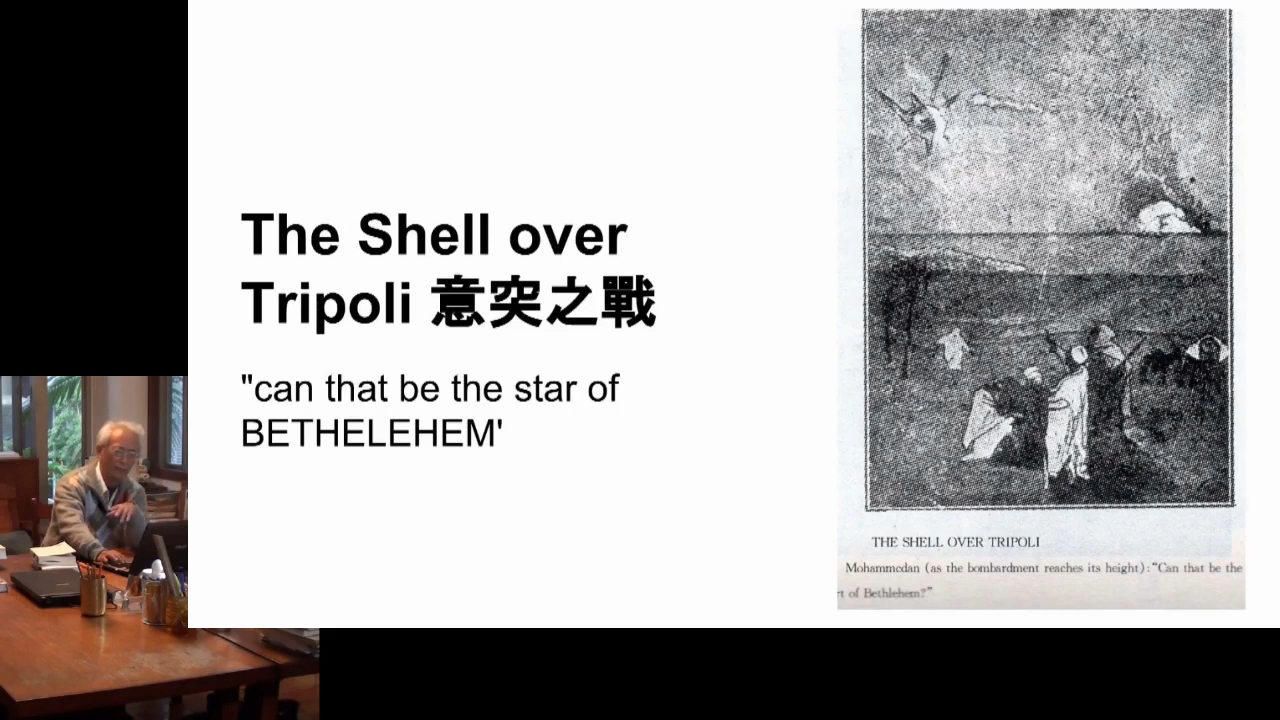 The Shell over
Tripoli 意突之戰
"can that be the star of
BETHELEHEM'
THE SHELL OVER TRIPOLI
Mohammedan (as the bombardment reaches its height):"Can that be the
rt of Bethlehem?"